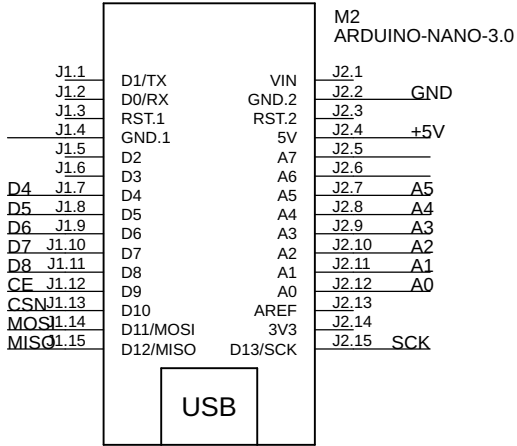 M2
ARDUINO-NANO-3.0
J1.1 D1/TX VIN J2.1
J1.2 D0/RX GND.2 J2.2 GND
J1.3 RST.1 RST.2 J2.3
J1.4 GND.1 5V J2.4 +5V
J1.5 D2 A7 J2.5
J1.6 D3 A6 J2.6
D4 J1.7 D4 A5 J2.7 A5
D5 J1.8 D5 A4 J2.8 A4
D6 J1.9 D6 A3 J2.9 A3
D7 J1.10 D7 A2 J2.10 A2
D8 J1.11 D8 A1 J2.11 A1
CE J1.12 D9 A0 J2.12 A0
CSN J1.13 D10 AREF J2.13
MOSI J1.14 D11/MOSI 3V3 J2.14
MISO J1.15 D12/MISO D13/SCK J2.15 SCK
USB